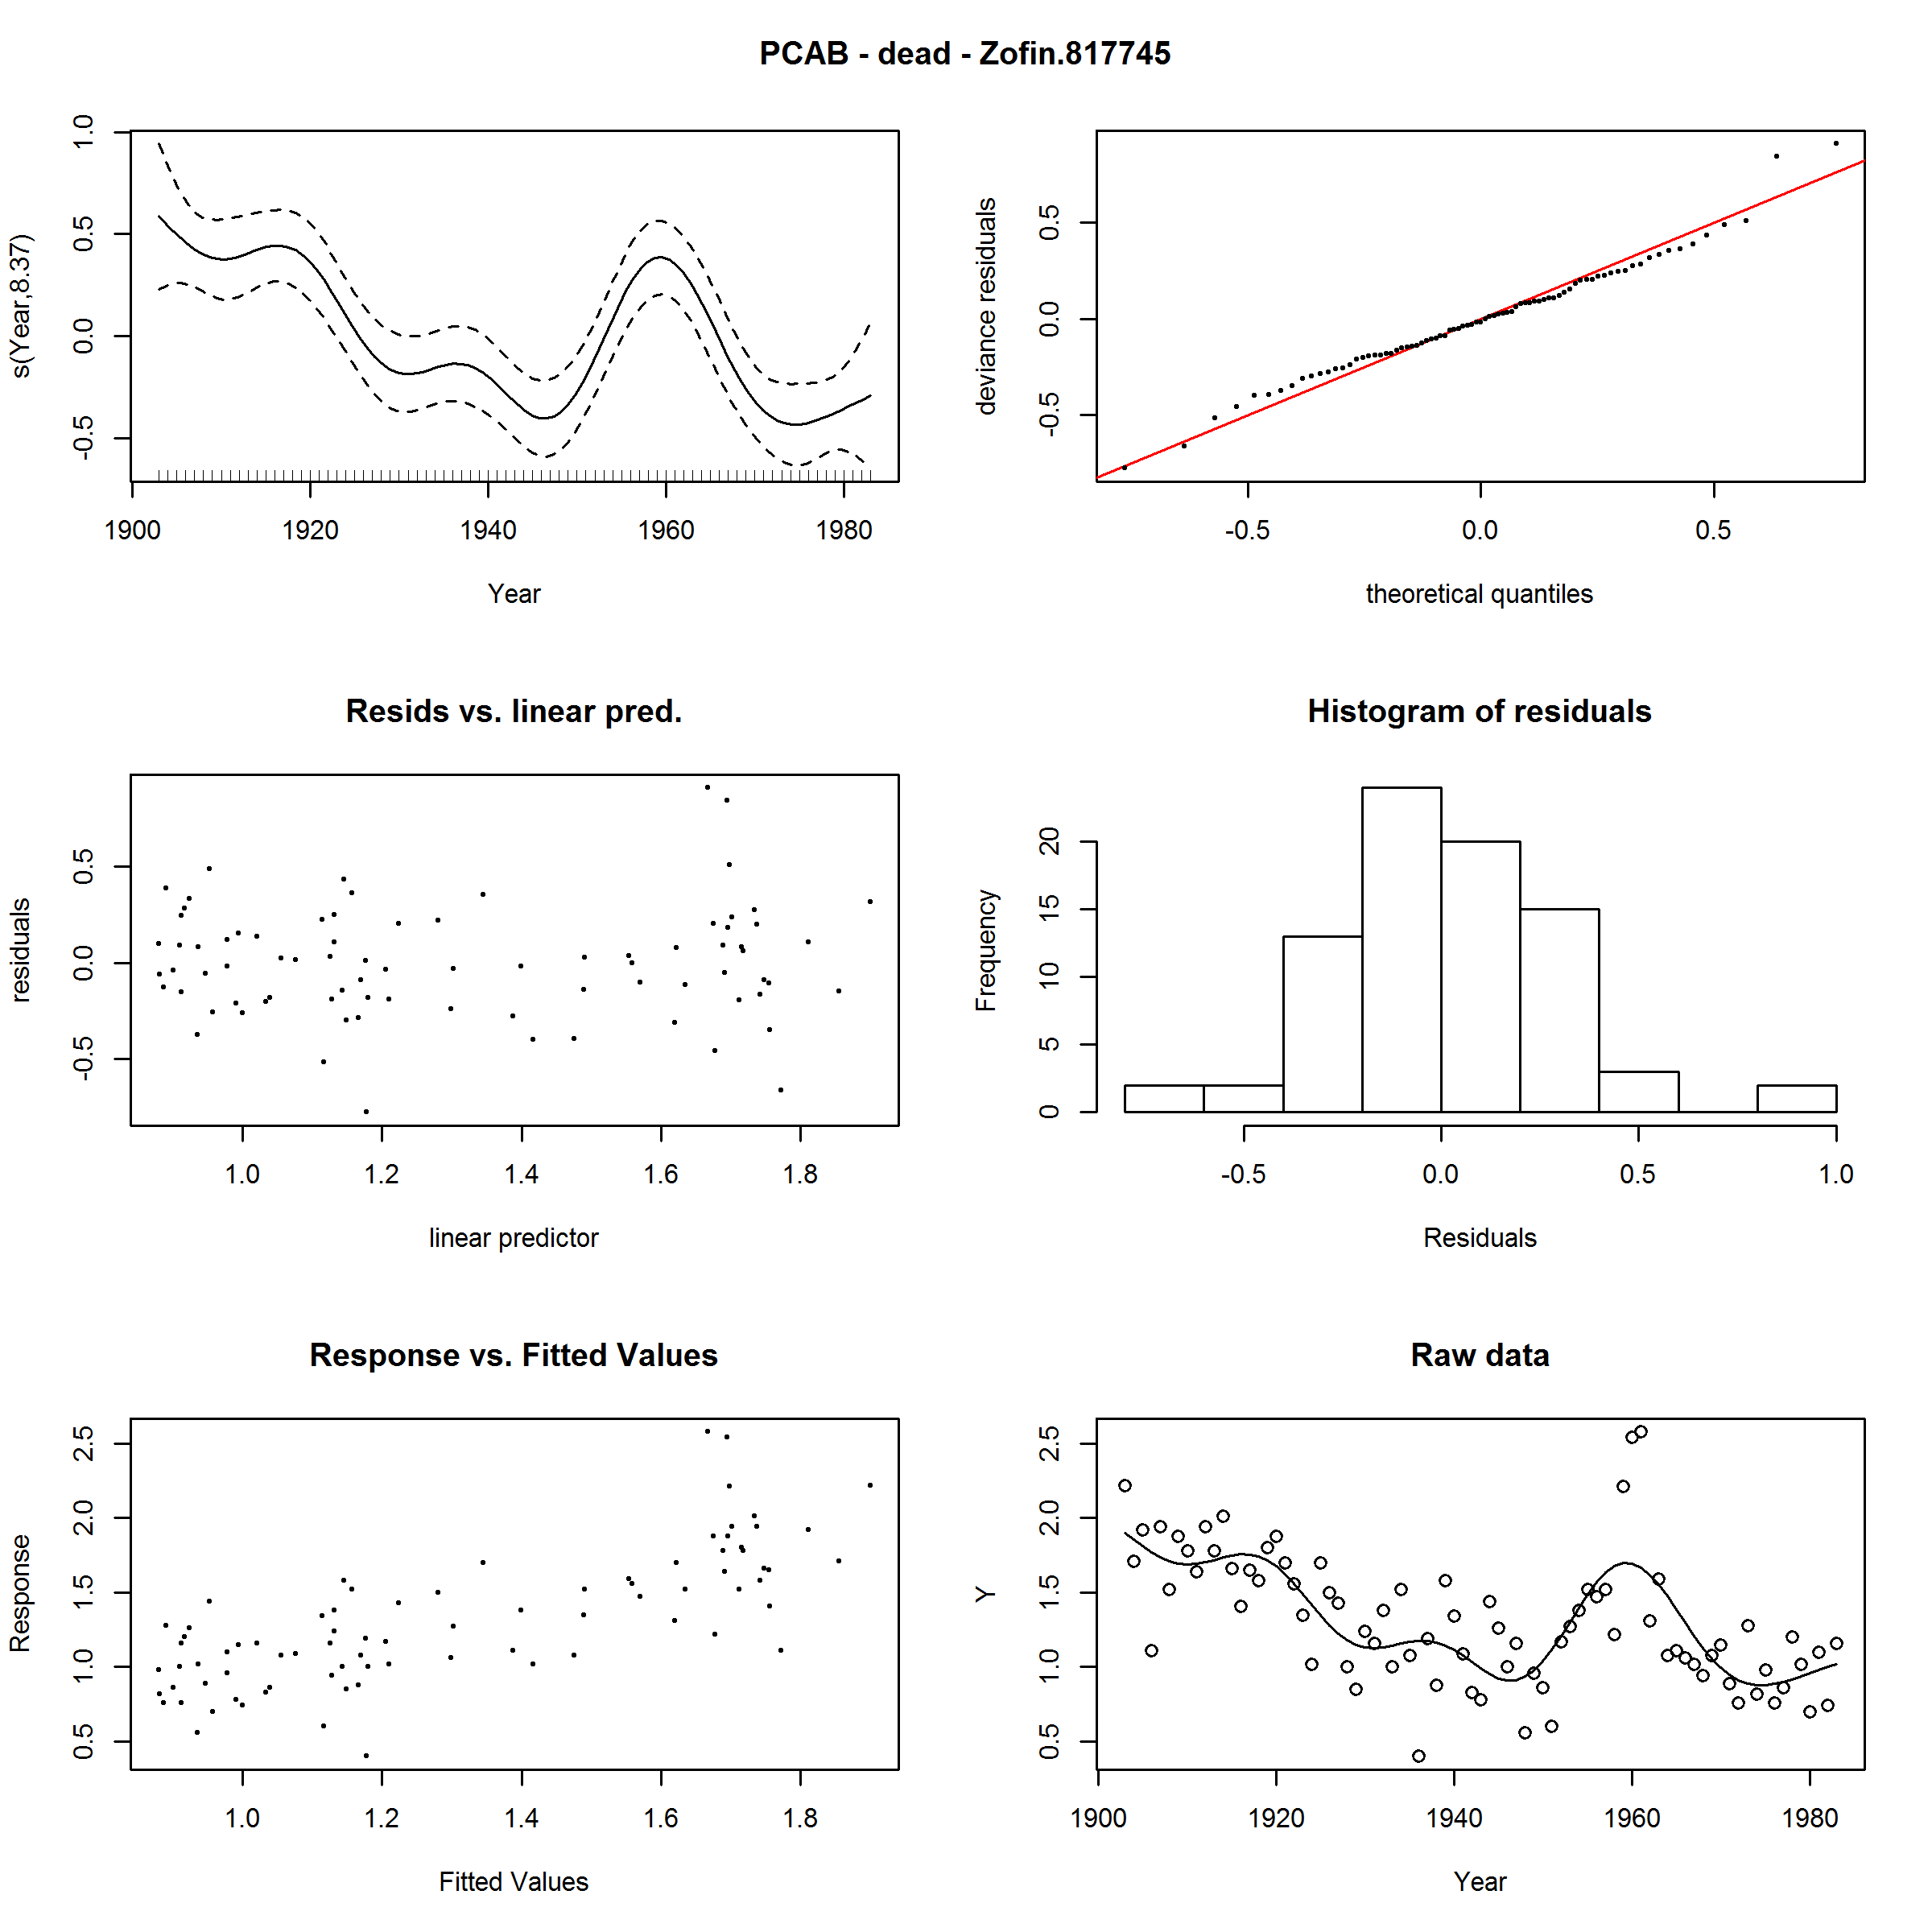 PCAB - dead - Zofin.817745
s(Year,8.37)
1.0
0.5
0.0
-0.5
1900 1920 1940 1960 1980
Year
deviance residuals
0.5
0.0
-0.5
-0.5 0.0 0.5
theoretical quantiles
Resids vs. linear pred.
residuals
0.5
0.0
-0.5
1.0 1.2 1.4 1.6 1.8
linear predictor
Histogram of residuals
Frequency
20
15
10
5
0
-0.5 0.0 0.5 1.0
Residuals
Response vs. Fitted Values
Response
2.5
2.0
1.5
1.0
0.5
1.0 1.2 1.4 1.6 1.8
Fitted Values
Raw data
Y
2.5
2.0
1.5
1.0
0.5
1900 1920 1940 1960 1980
Year